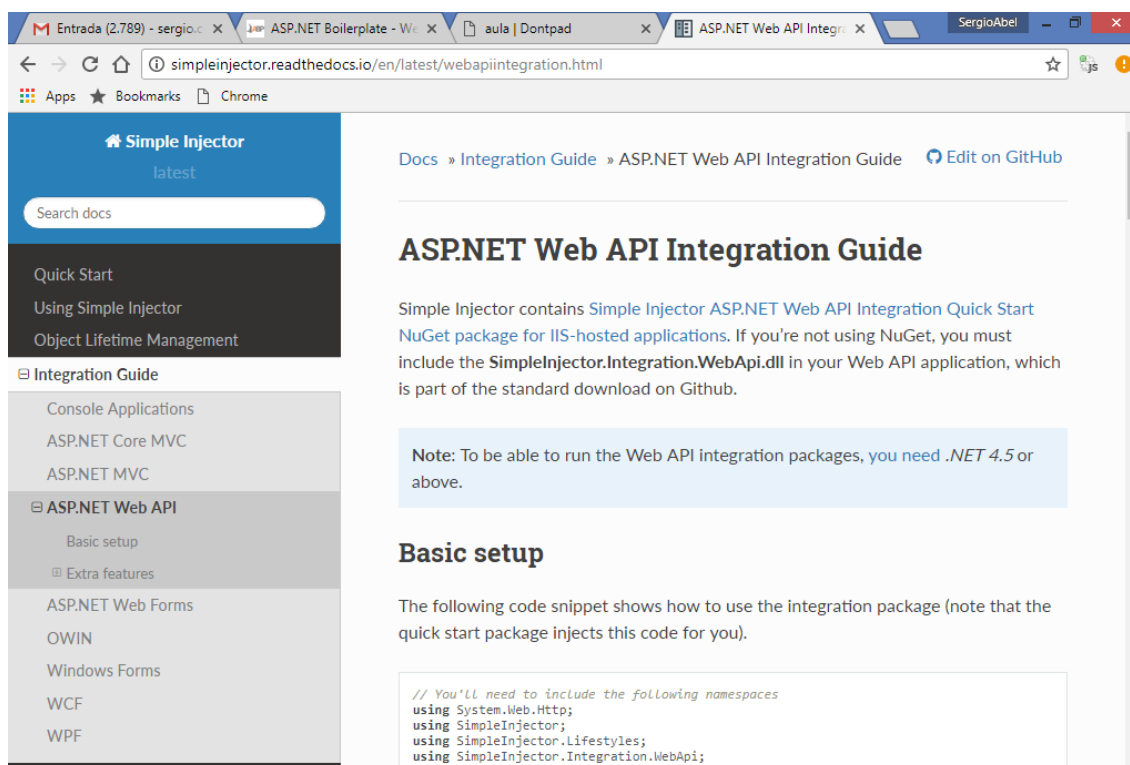 Entrada (2.789) - sergio.c
ASP.NET Boilerplate - We
aula | Dontpad
ASP.NET Web API Integra
SergioAbel
simpleinjector.readthedocs.io/en/latest/webapiintegration.html
js
Apps
Bookmarks
Chrome
Simple Injector
latest
Search docs
Quick Start
Using Simple Injector
Object Lifetime Management
Integration Guide
Console Applications
ASP.NET Core MVC
ASP.NET MVC
ASP.NET Web API
Basic setup
Extra features
ASP.NET Web Forms
OWIN
Windows Forms
WCF
WPF
Docs » Integration Guide » ASP.NET Web API Integration Guide
Edit on GitHub
ASP.NET Web API Integration Guide
Simple Injector contains Simple Injector ASP.NET Web API Integration Quick Start
NuGet package for IIS-hosted applications. If you’re not using NuGet, you must
include the SimpleInjector.Integration.WebApi.dll in your Web API application, which
is part of the standard download on Github.
Note: To be able to run the Web API integration packages, you need .NET 4.5 or
above.
Basic setup
The following code snippet shows how to use the integration package (note that the
quick start package injects this code for you).
// You'll need to include the following namespaces
using System.Web.Http;
using SimpleInjector;
using SimpleInjector.Lifestyles;
using SimpleInjector.Integration.WebApi;